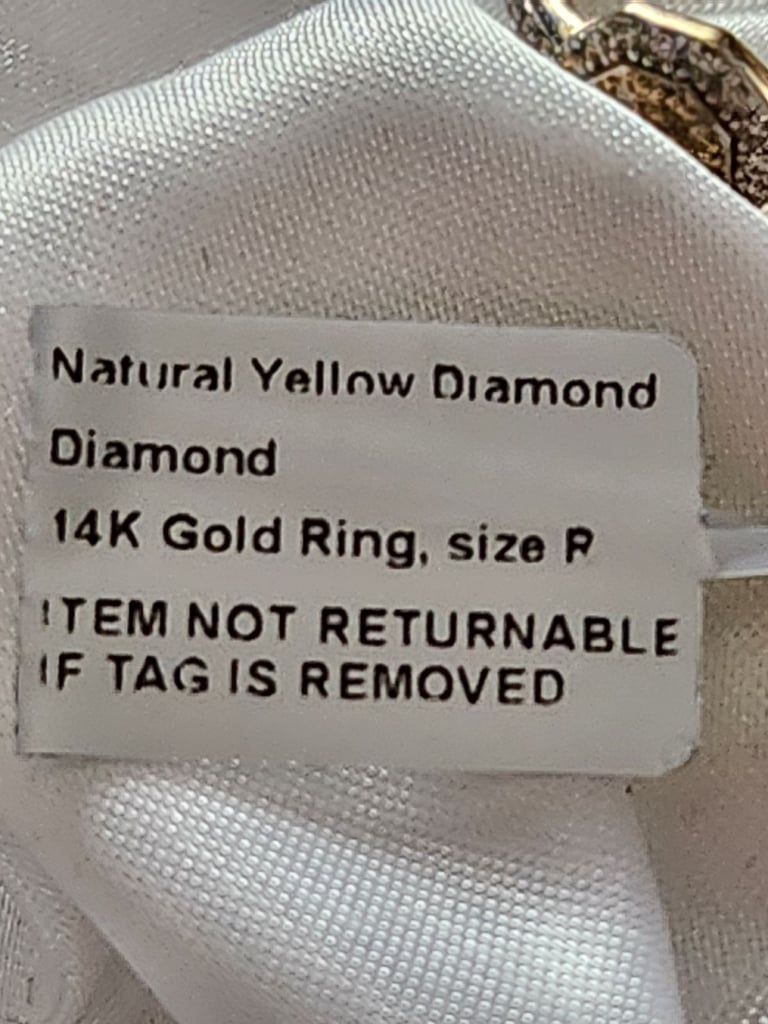 Natural Yellow Diamond
Diamond
14K Gold Ring, size P
ITEM NOT RETURNABLE
IF TAG IS REMOVED